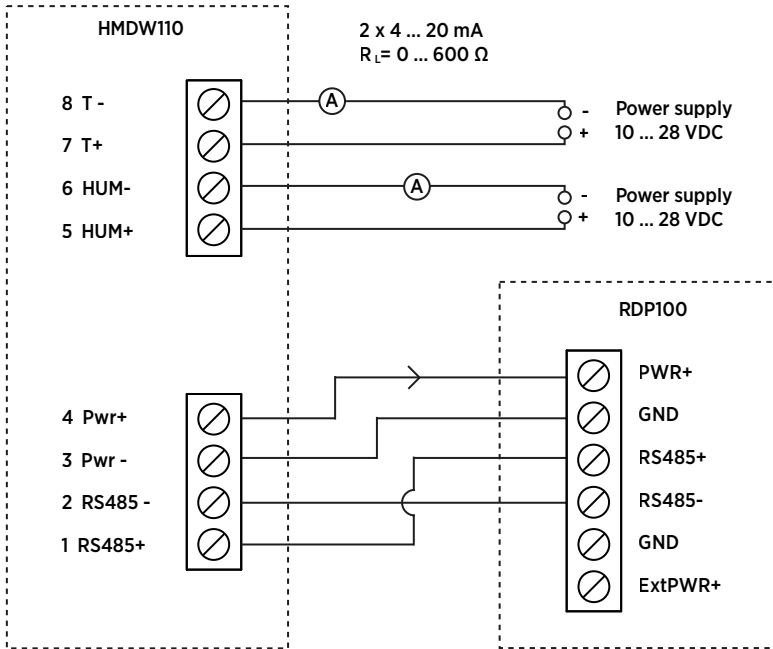 HMDW110
2 x 4 ... 20 mA
R L= 0 ... 600 Ω
8 T -
7 T+
6 HUM-
5 HUM+
A
- Power supply
+ 10 ... 28 VDC
A
- Power supply
+ 10 ... 28 VDC
4 Pwr+
3 Pwr -
2 RS485 -
1 RS485+
RDP100
PWR+
GND
RS485+
RS485-
GND
ExtPWR+